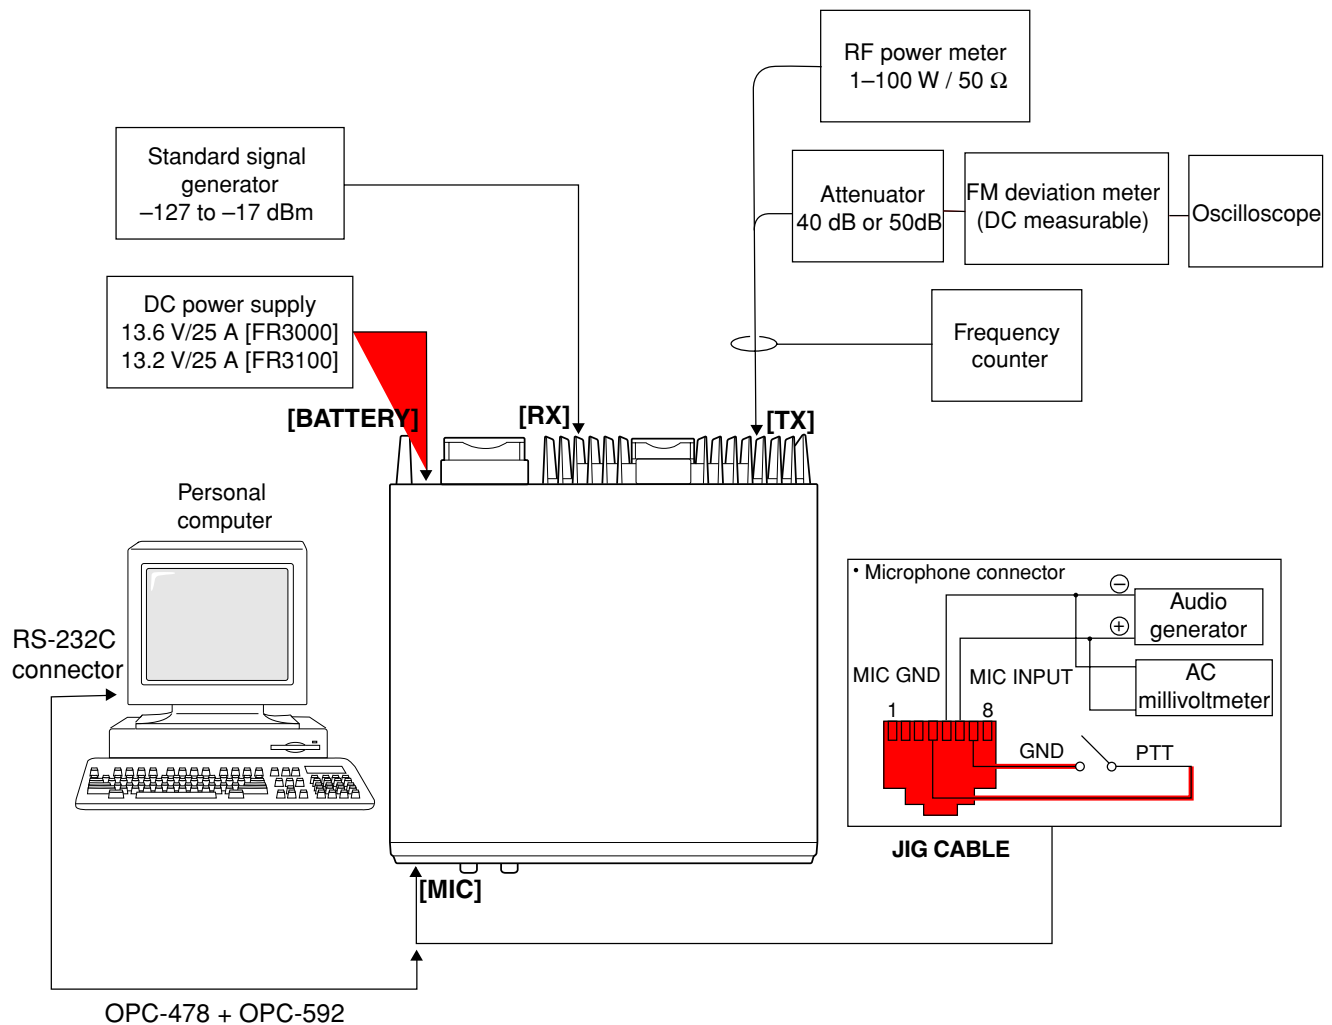 RF power meter
1–100 W / 50 Ω
Standard signal
generator
–127 to –17 dBm
Attenuator
40 dB or 50dB
FM deviation meter
(DC measurable)
Oscilloscope
DC power supply
13.6 V/25 A [FR3000]
13.2 V/25 A [FR3100]
Frequency
counter
[BATTERY]
[RX]
[TX]
Personal
computer
RS-232C
connector
• Microphone connector
–
+
Audio
generator
MIC GND
MIC INPUT
AC
millivoltmeter
1
8
GND
PTT
JIG CABLE
[MIC]
OPC-478 + OPC-592